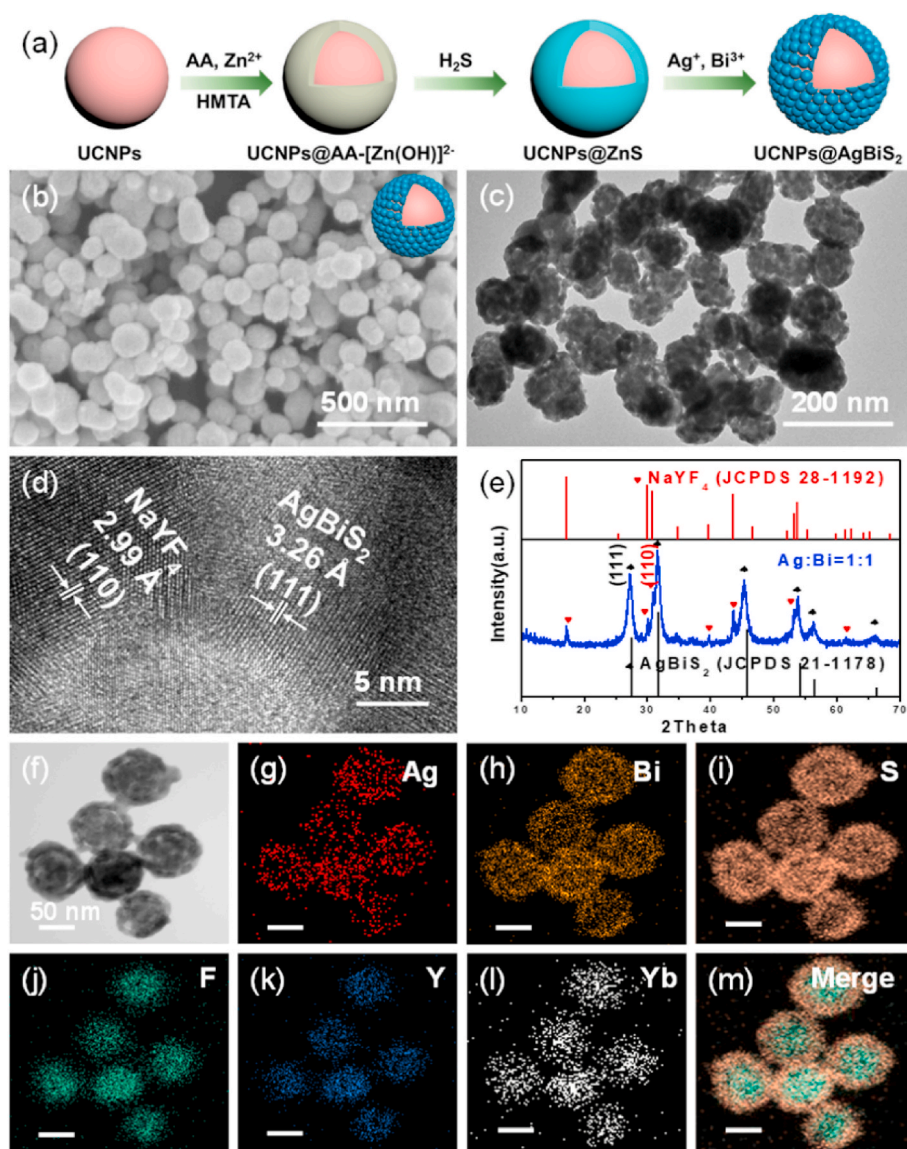 (a)
AA, Zn²⁺
HMTA
H₂S
Ag⁺, Bi³⁺
UCNPs
UCNPs@AA-[Zn(OH)]²⁻
UCNPs@ZnS
UCNPs@AgBiS₂
(b)
500 nm
(c)
200 nm
(d)
NaYF₄
2.99 Å
(110)
AgBiS₂
3.26 Å
(111)
5 nm
(e)
NaYF₄ (JCPDS 28-1192)
(111)
(110)
Ag:Bi=1:1
AgBiS₂ (JCPDS 21-1178)
Intensity(a.u.)
10 20 30 40 50 60 70
2Theta
(f)
50 nm
(g)
Ag
(h)
Bi
(i)
S
(j)
F
(k)
Y
(l)
Yb
(m)
Merge